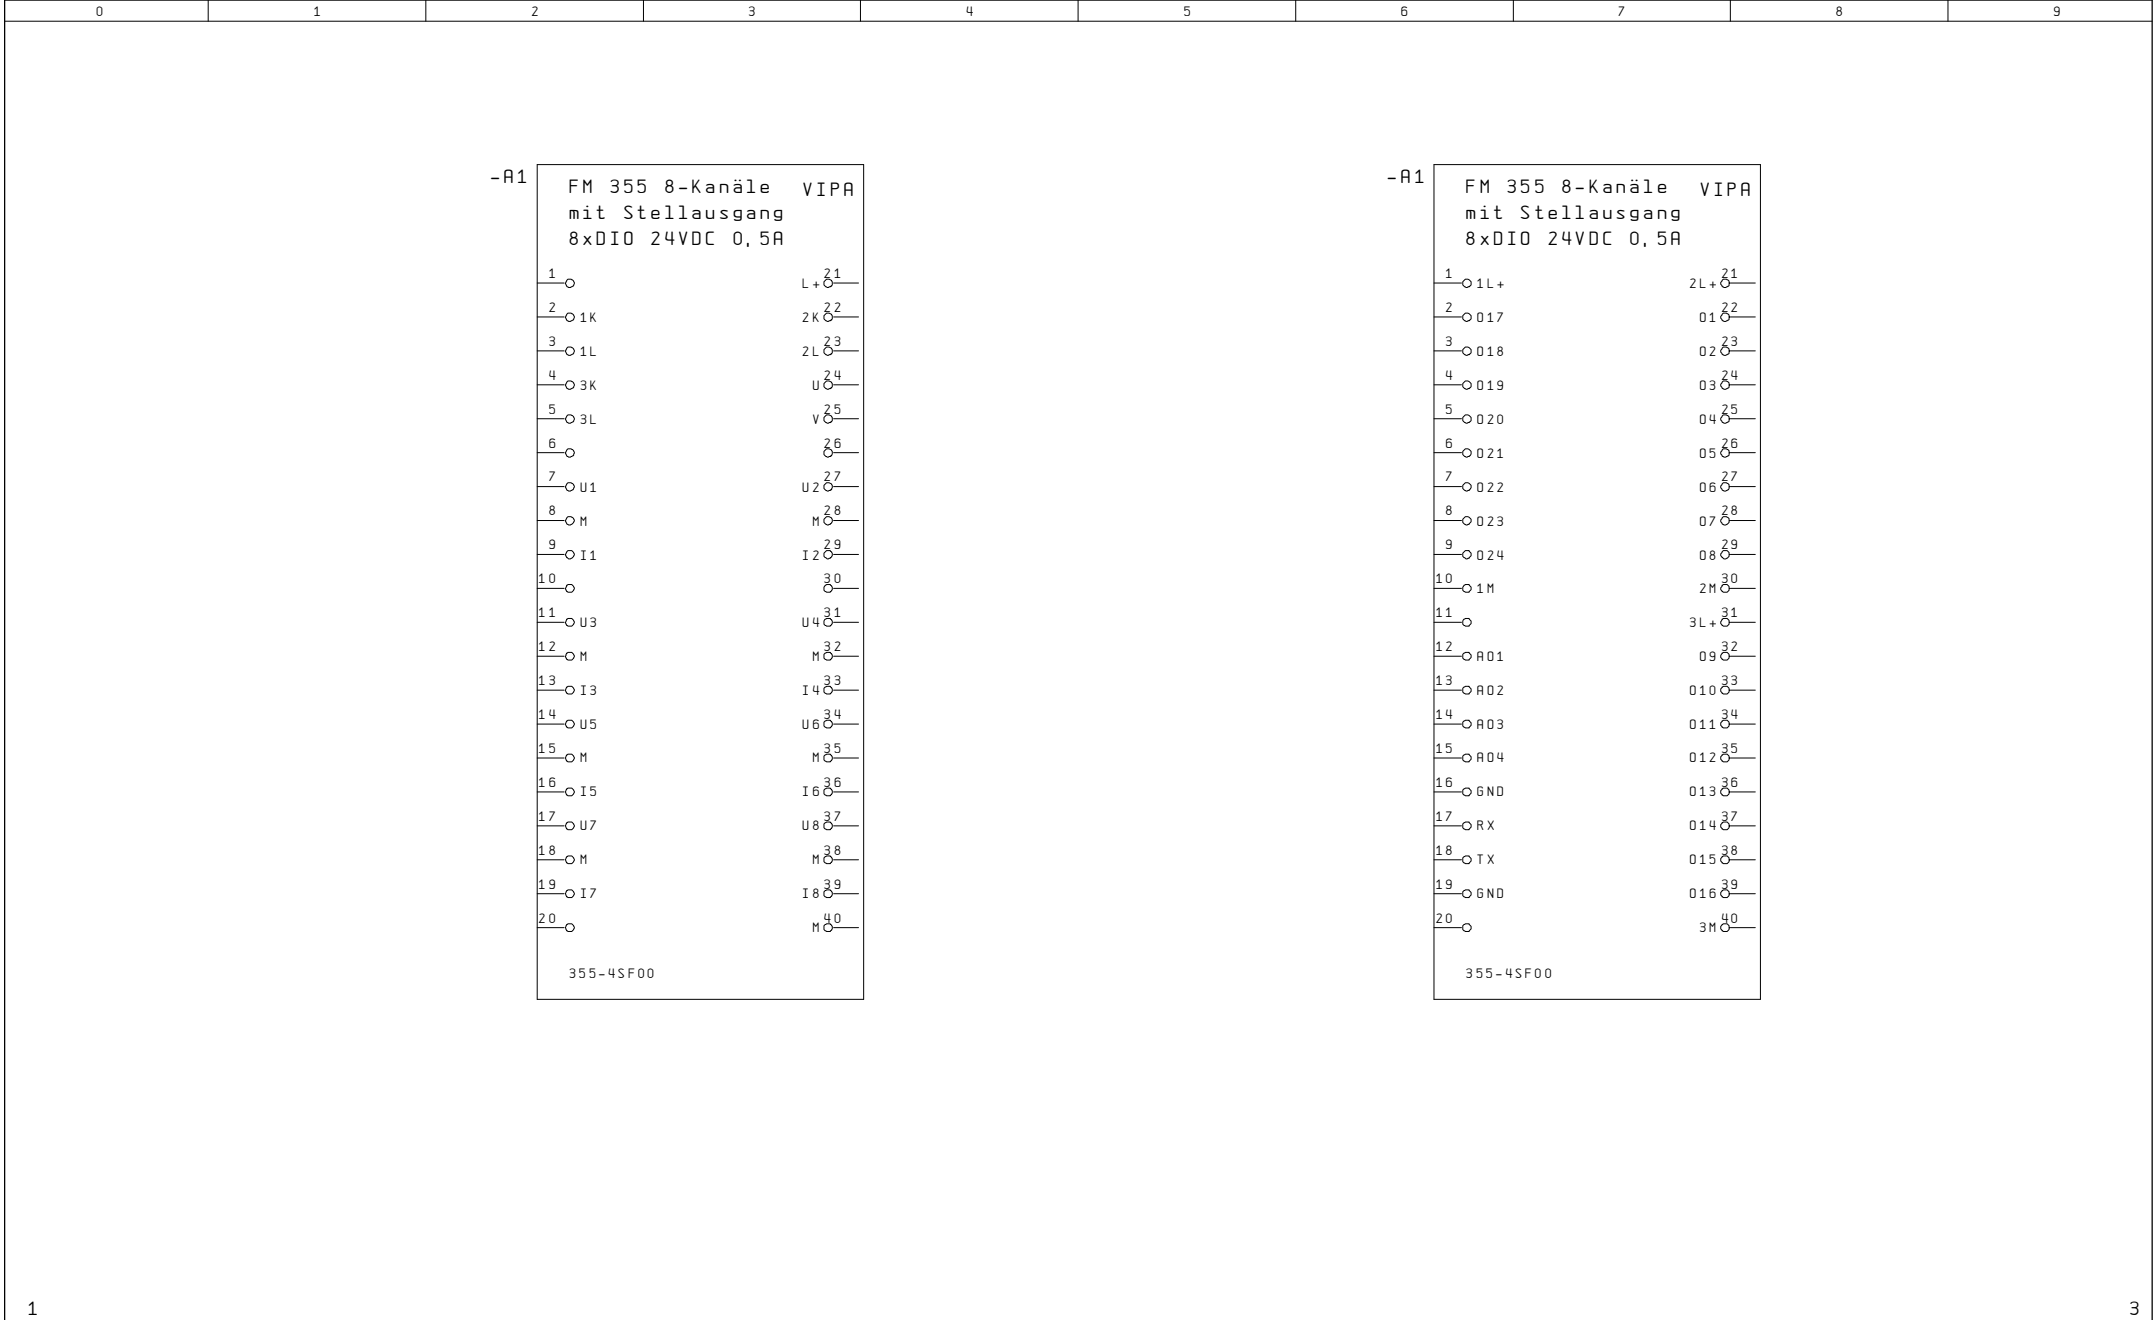 0 1 2 3 4 5 6 7 8 9
-A1
FM 355 8-Kanäle VIPA
mit Stellausgang
8xDIO 24VDC 0,5A
1 L+ 21
2 1K 2K 22
3 1L 2L 23
4 3K U 24
5 3L V 25
6 26
7 U1 U2 27
8 M M 28
9 I1 I2 29
10 30
11 U3 U4 31
12 M M 32
13 I3 I4 33
14 U5 U6 34
15 M M 35
16 I5 I6 36
17 U7 U8 37
18 M M 38
19 I7 I8 39
20 M 40
355-4SF00
-A1
FM 355 8-Kanäle VIPA
mit Stellausgang
8xDIO 24VDC 0,5A
1 1L+ 2L+ 21
2 O17 O1 22
3 O18 O2 23
4 O19 O3 24
5 O20 O4 25
6 O21 O5 26
7 O22 O6 27
8 O23 O7 28
9 O24 O8 29
10 1M 2M 30
11 3L+ 31
12 AO1 O9 32
13 AO2 O10 33
14 AO3 O11 34
15 AO4 O12 35
16 GND O13 36
17 RX O14 37
18 TX O15 38
19 GND O16 39
20 3M 40
355-4SF00
1 3